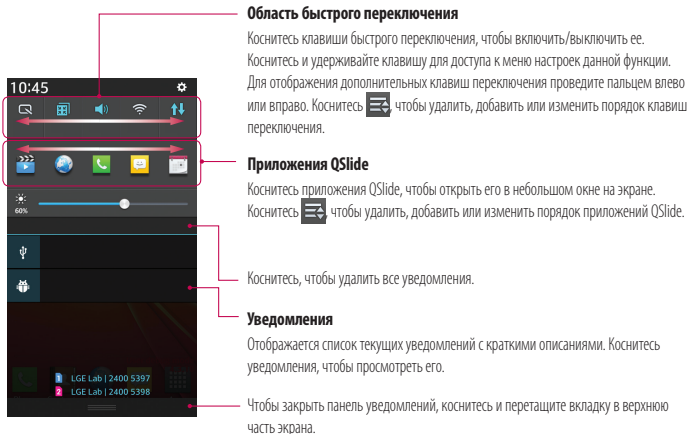 Область быстрого переключения
Коснитесь клавиши быстрого переключения, чтобы включить/выключить ее.
Коснитесь и удерживайте клавишу для доступа к меню настроек данной функции.
Для отображения дополнительных клавиш переключения проведите пальцем влево
или вправо. Коснитесь , чтобы удалить, добавить или изменить порядок клавиш
переключения.
Приложения QSlide
Коснитесь приложения QSlide, чтобы открыть его в небольшом окне на экране.
Коснитесь , чтобы удалить, добавить или изменить порядок приложений QSlide.
Коснитесь, чтобы удалить все уведомления.
Уведомления
Отображается список текущих уведомлений с краткими описаниями. Коснитесь
уведомления, чтобы просмотреть его.
Чтобы закрыть панель уведомлений, коснитесь и перетащите вкладку в верхнюю
часть экрана.
10:45
60%
1 LGE Lab | 2400 5397
2 LGE Lab | 2400 5398